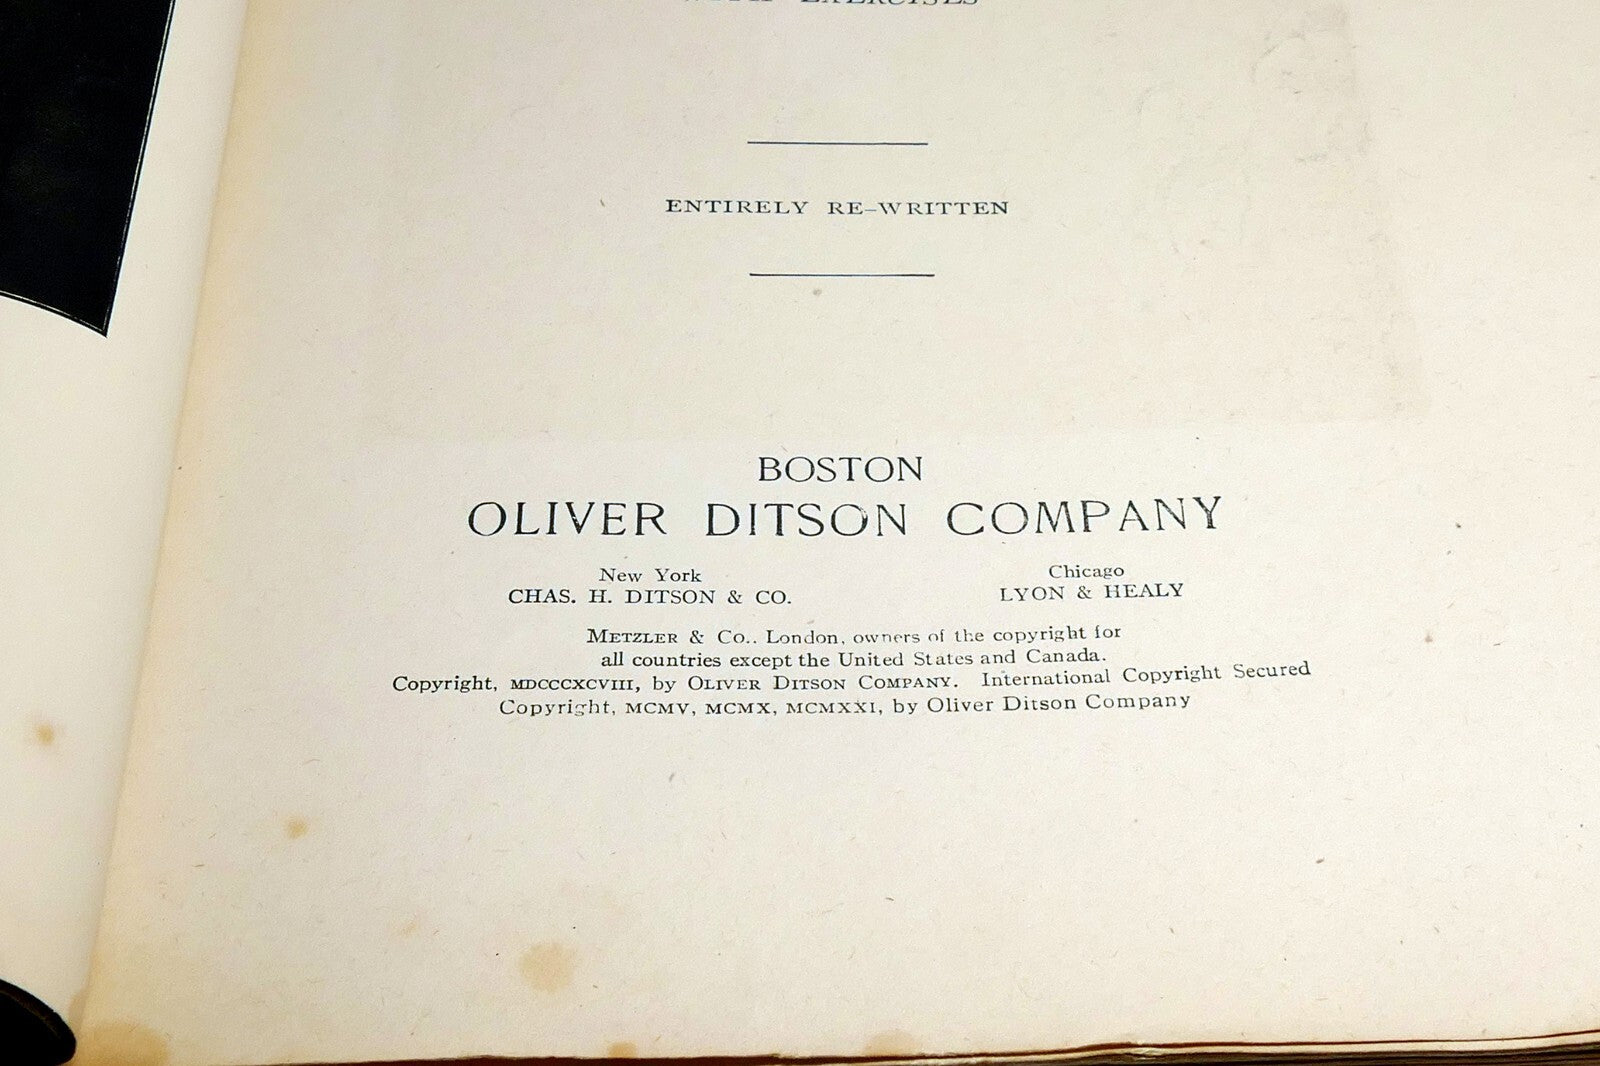 WITH EXERCISES
ENTIRELY RE-WRITTEN
BOSTON
OLIVER DITSON COMPANY
New York
CHAS. H. DITSON & CO.
Chicago
LYON & HEALY
METZLER & CO.. London, owners of the copyright for
all countries except the United States and Canada.
Copyright, MDCCCXCVIII, by OLIVER DITSON COMPANY. International Copyright Secured
Copyright, MCMV, MCMX, MCMXXI, by Oliver Ditson Company